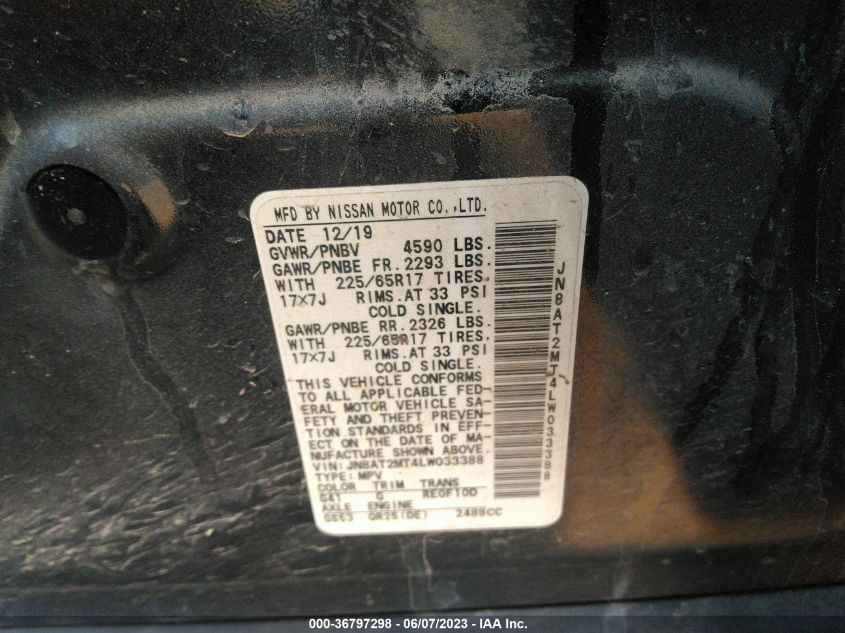 MFD BY NISSAN MOTOR CO.,LTD.
DATE 12/19
GVWR/PNBV 4590 LBS.
GAWR/PNBE FR.2293 LBS.
WITH 225/65R17 TIRES,
17X7J RIMS.AT 33 PSI
COLD SINGLE.
GAWR/PNBE RR.2326 LBS.
WITH 225/65R17 TIRES,
17X7J RIMS.AT 33 PSI
COLD SINGLE.
THIS VEHICLE CONFORMS
TO ALL APPLICABLE FED-
ERAL MOTOR VEHICLE SA-
FETY AND THEFT PREVEN-
TION STANDARDS IN EFF-
ECT ON THE DATE OF MA-
NUFACTURE SHOWN ABOVE.
VIN:JN8AT2MT4LW033388
TYPE:MPV
COLOR TRIM TRANS
G41 G RE0F10D
AXLE ENGINE
GS53 QR25(DE) 2488CC
JN8AT2MT4LW033388
000-36797298 - 06/07/2023 - IAA Inc.